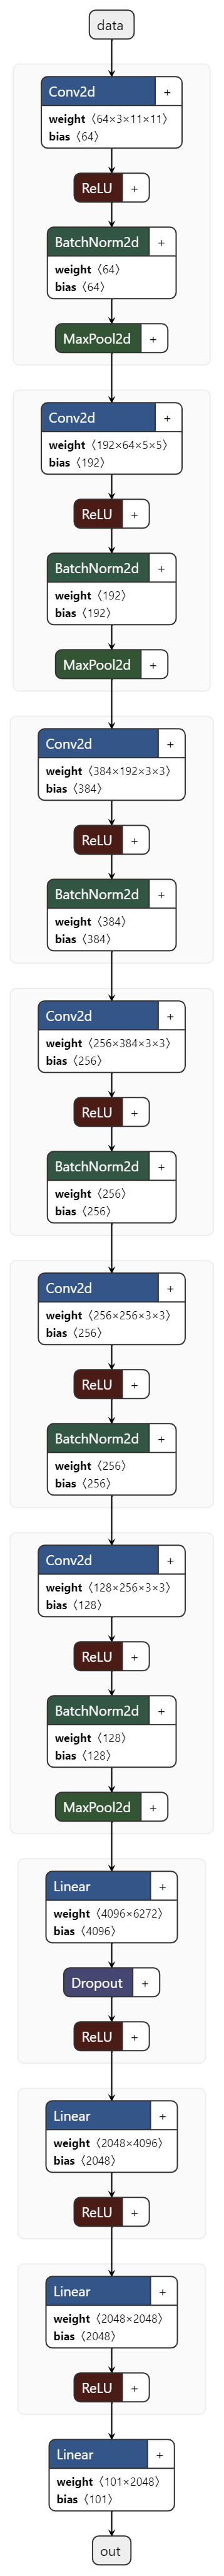 data
Conv2d +
weight 〈64×3×11×11〉
bias 〈64〉
ReLU +
BatchNorm2d +
weight 〈64〉
bias 〈64〉
MaxPool2d +
Conv2d +
weight 〈192×64×5×5〉
bias 〈192〉
ReLU +
BatchNorm2d +
weight 〈192〉
bias 〈192〉
MaxPool2d +
Conv2d +
weight 〈384×192×3×3〉
bias 〈384〉
ReLU +
BatchNorm2d +
weight 〈384〉
bias 〈384〉
Conv2d +
weight 〈256×384×3×3〉
bias 〈256〉
ReLU +
BatchNorm2d +
weight 〈256〉
bias 〈256〉
Conv2d +
weight 〈256×256×3×3〉
bias 〈256〉
ReLU +
BatchNorm2d +
weight 〈256〉
bias 〈256〉
Conv2d +
weight 〈128×256×3×3〉
bias 〈128〉
ReLU +
BatchNorm2d +
weight 〈128〉
bias 〈128〉
MaxPool2d +
Linear +
weight 〈4096×6272〉
bias 〈4096〉
Dropout +
ReLU +
Linear +
weight 〈2048×4096〉
bias 〈2048〉
ReLU +
Linear +
weight 〈2048×2048〉
bias 〈2048〉
ReLU +
Linear +
weight 〈101×2048〉
bias 〈101〉
out